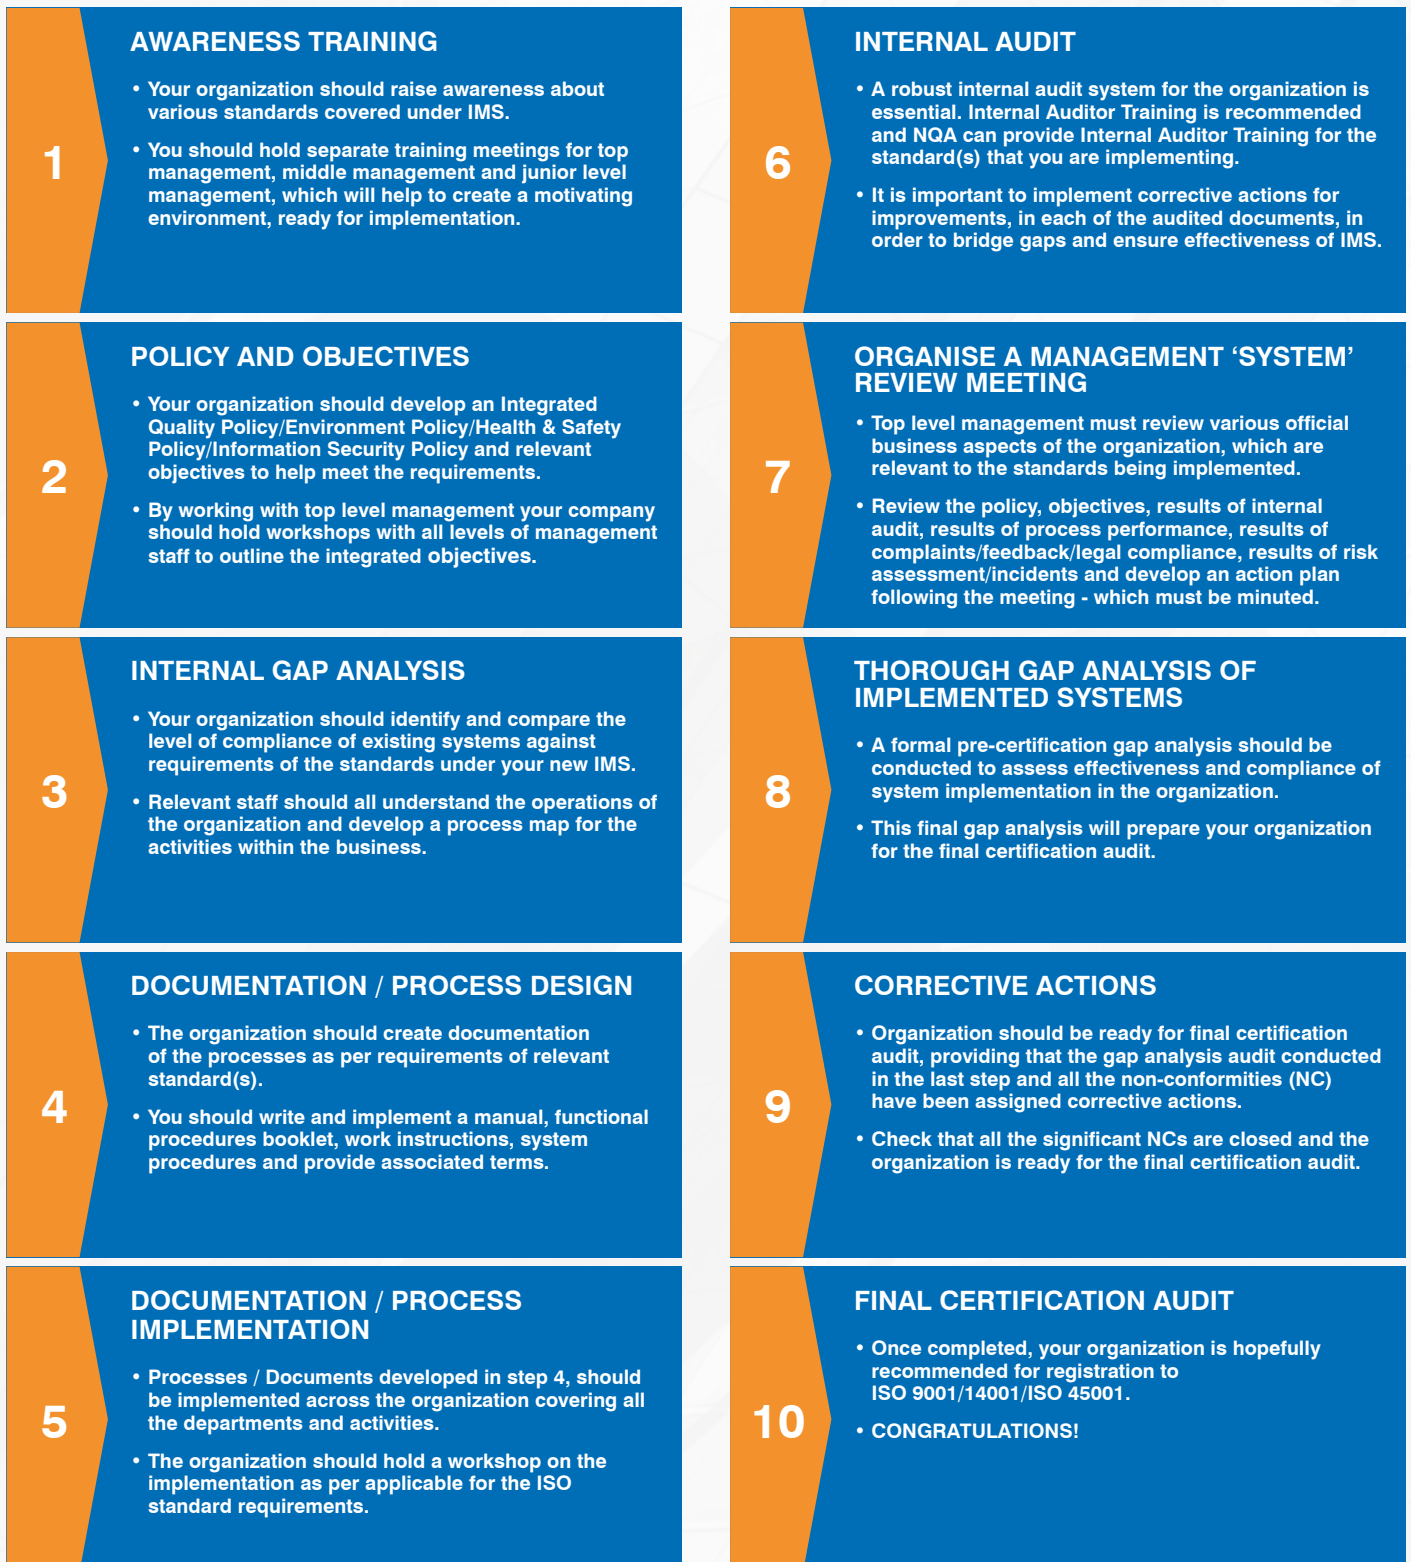 1
AWARENESS TRAINING
• Your organization should raise awareness about
various standards covered under IMS.
• You should hold separate training meetings for top
management, middle management and junior level
management, which will help to create a motivating
environment, ready for implementation.
2
POLICY AND OBJECTIVES
• Your organization should develop an Integrated
Quality Policy/Environment Policy/Health & Safety
Policy/Information Security Policy and relevant
objectives to help meet the requirements.
• By working with top level management your company
should hold workshops with all levels of management
staff to outline the integrated objectives.
3
INTERNAL GAP ANALYSIS
• Your organization should identify and compare the
level of compliance of existing systems against
requirements of the standards under your new IMS.
• Relevant staff should all understand the operations of
the organization and develop a process map for the
activities within the business.
4
DOCUMENTATION / PROCESS DESIGN
• The organization should create documentation
of the processes as per requirements of relevant
standard(s).
• You should write and implement a manual, functional
procedures booklet, work instructions, system
procedures and provide associated terms.
5
DOCUMENTATION / PROCESS
IMPLEMENTATION
• Processes / Documents developed in step 4, should
be implemented across the organization covering all
the departments and activities.
• The organization should hold a workshop on the
implementation as per applicable for the ISO
standard requirements.
6
INTERNAL AUDIT
• A robust internal audit system for the organization is
essential. Internal Auditor Training is recommended
and NQA can provide Internal Auditor Training for the
standard(s) that you are implementing.
• It is important to implement corrective actions for
improvements, in each of the audited documents, in
order to bridge gaps and ensure effectiveness of IMS.
7
ORGANISE A MANAGEMENT ‘SYSTEM’
REVIEW MEETING
• Top level management must review various official
business aspects of the organization, which are
relevant to the standards being implemented.
• Review the policy, objectives, results of internal
audit, results of process performance, results of
complaints/feedback/legal compliance, results of risk
assessment/incidents and develop an action plan
following the meeting - which must be minuted.
8
THOROUGH GAP ANALYSIS OF
IMPLEMENTED SYSTEMS
• A formal pre-certification gap analysis should be
conducted to assess effectiveness and compliance of
system implementation in the organization.
• This final gap analysis will prepare your organization
for the final certification audit.
9
CORRECTIVE ACTIONS
• Organization should be ready for final certification
audit, providing that the gap analysis audit conducted
in the last step and all the non-conformities (NC)
have been assigned corrective actions.
• Check that all the significant NCs are closed and the
organization is ready for the final certification audit.
10
FINAL CERTIFICATION AUDIT
• Once completed, your organization is hopefully
recommended for registration to
ISO 9001/14001/ISO 45001.
• CONGRATULATIONS!